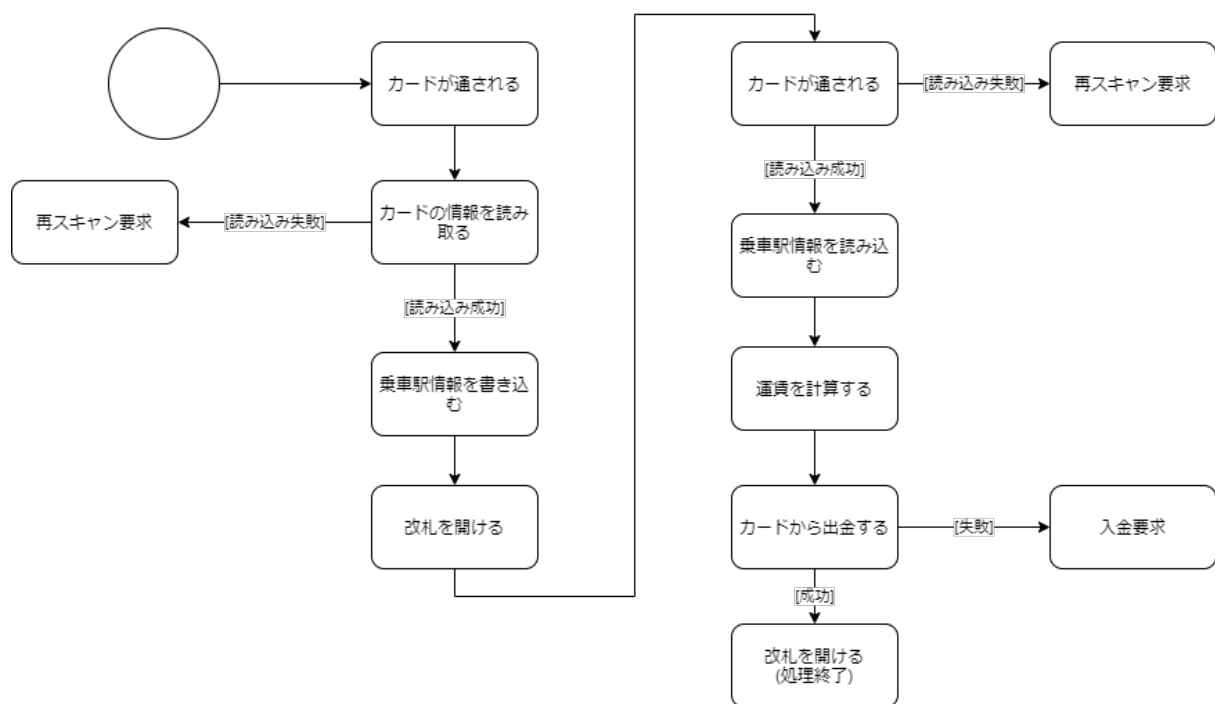 カードが通される
カードの情報を読み
取る
[読み込み失敗]
再スキャン要求
[読み込み成功]
乗車駅情報を書き込
む
改札を開ける
カードが通される
[読み込み失敗]
再スキャン要求
[読み込み成功]
乗車駅情報を読み込
む
運賃を計算する
カードから出金する
[失敗]
入金要求
[成功]
改札を開ける
(処理終了)